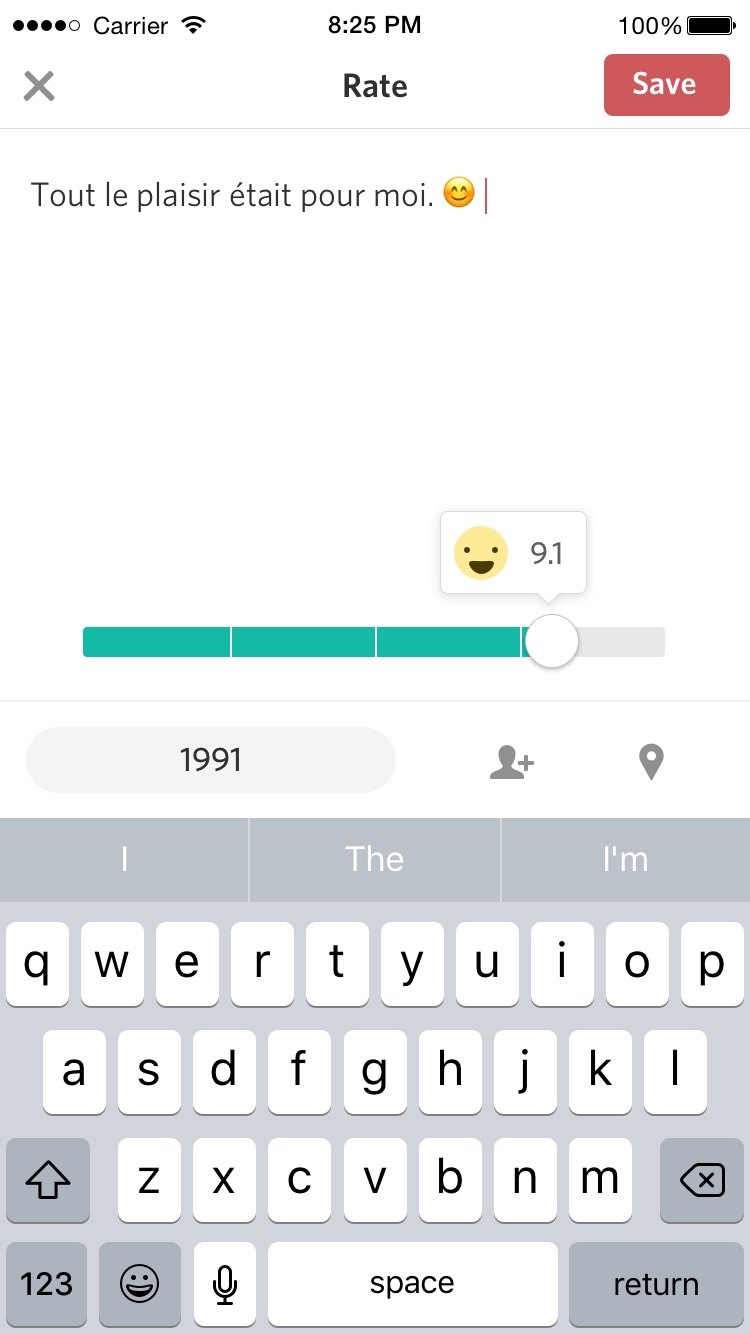 Carrier 8:25 PM 100%
Rate Save
Tout le plaisir était pour moi. 😊
9.1
1991
I The I'm
q w e r t y u i o p
a s d f g h j k l
z x c v b n m
123 space return